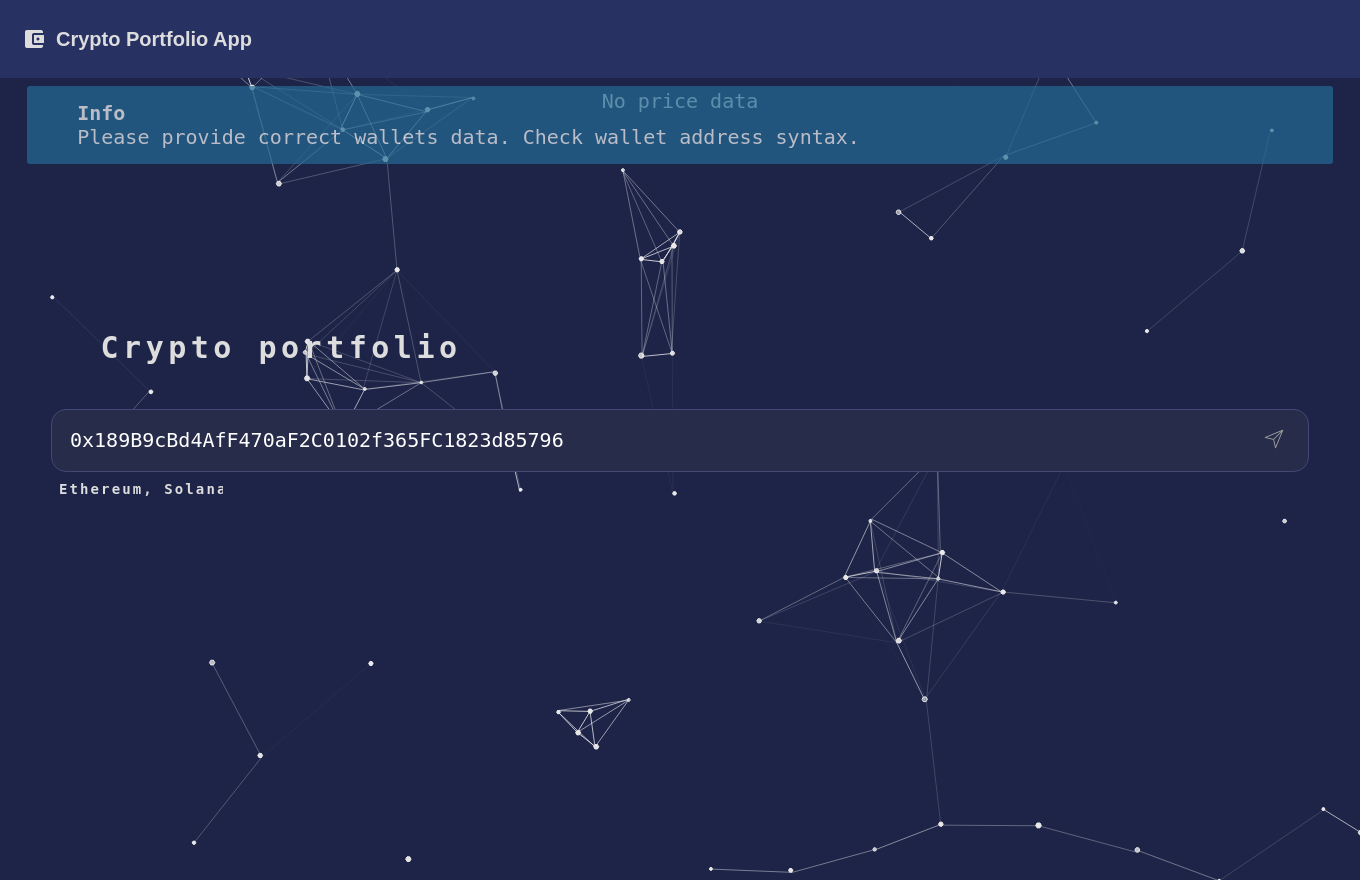 Crypto Portfolio App
No price data
Info
Please provide correct wallets data. Check wallet address syntax.
Crypto portfolio
0x189B9cBd4AfF470aF2C0102f365FC1823d85796
Ethereum, Solana